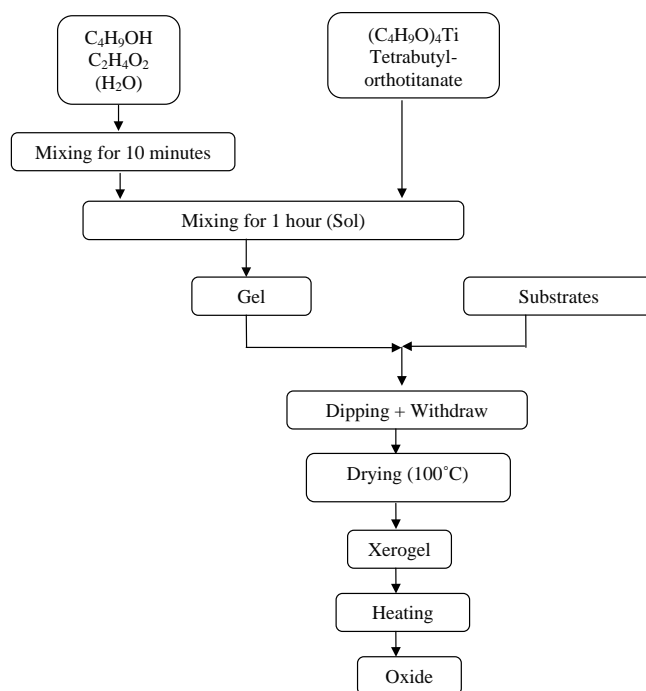 C₄H₉OH
C₂H₄O₂
(H₂O)
(C₄H₉O)₄Ti
Tetrabutyl-
orthotitanate
Mixing for 10 minutes
Mixing for 1 hour (Sol)
Gel
Substrates
Dipping + Withdraw
Drying (100˚C)
Xerogel
Heating
Oxide